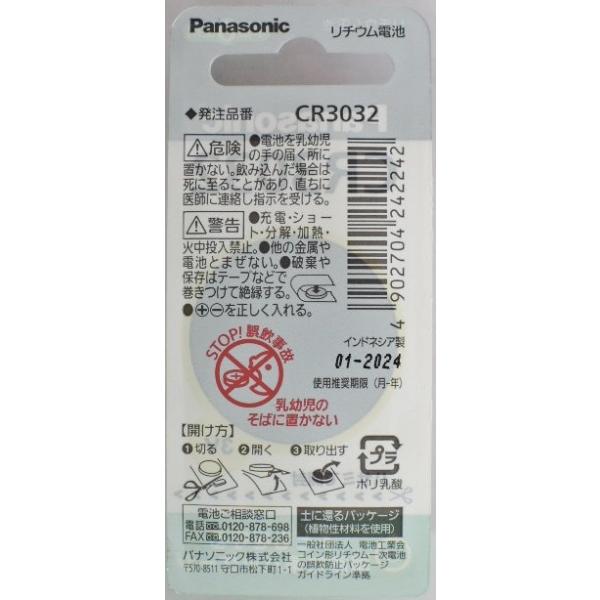 Panasonic
リチウム電池
◆発注品番 CR3032
⚠危険 ●電池を乳幼児
の手の届く所に
置かない。飲み込んだ場合は
死に至ることがあり、直ちに
医師に連絡し指示を受ける。
⚠警告 ●充電・ショー
ト・分解・加熱・
火中投入禁止。●他の金属や
電池とまぜない。●破棄や
保存はテープなどで
巻きつけて絶縁する。
●⊕⊖を正しく入れる。
4 902704 242242
インドネシア製
01-2024
使用推奨期限 (月-年)
STOP! 誤飲事故
乳幼児の
そばに置かない
【開け方】
❶切る ❷開く ❸取り出す
プラ
ポリ乳酸
電池ご相談窓口
電話 0120-878-698
FAX 0120-878-236
パナソニック株式会社
〒570-8511 守口市松下町1-1
土に還るパッケージ
(植物性材料を使用)
一般社団法人 電池工業会
コイン形リチウム一次電池
の誤飲防止パッケージ
ガイドライン準拠